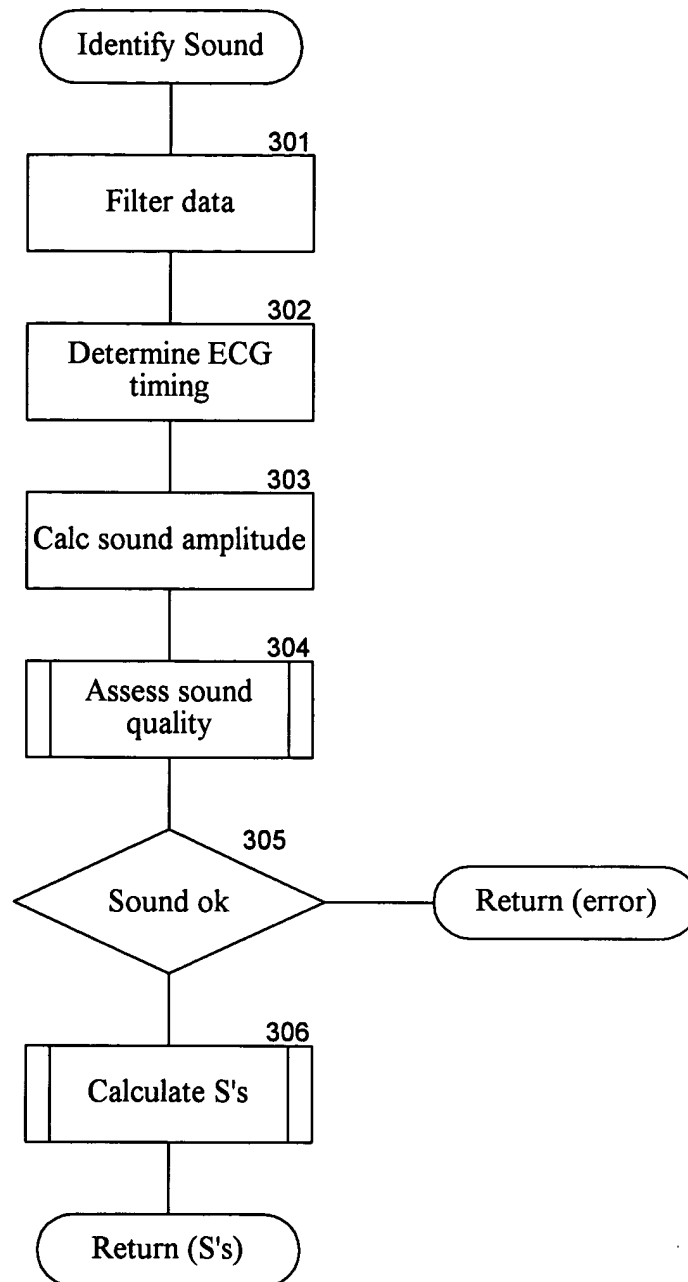 Identify Sound
301
Filter data
302
Determine ECG
timing
303
Calc sound amplitude
304
Assess sound
quality
305
Sound ok
Return (error)
306
Calculate S's
Return (S's)